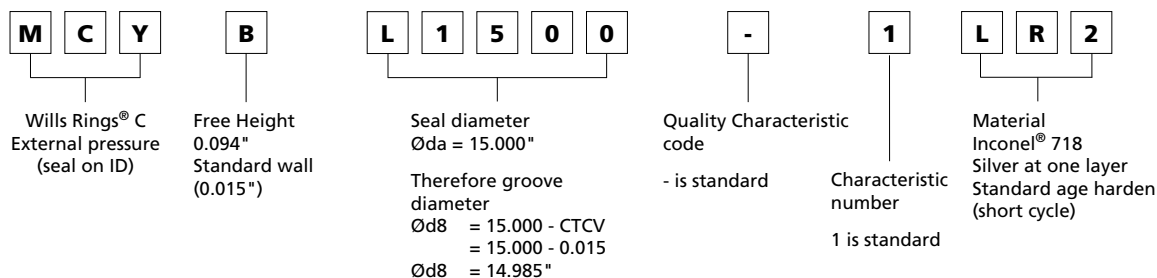 M C Y B L 1 5 0 0 - 1 L R 2
Wills Rings® C
External pressure
(seal on ID)
Free Height
0.094"
Standard wall
(0.015")
Seal diameter
Øda = 15.000"
Therefore groove
diameter
Ød8 = 15.000 - CTCV
= 15.000 - 0.015
Ød8 = 14.985"
Quality Characteristic
code
- is standard
Characteristic
number
1 is standard
Material
Inconel® 718
Silver at one layer
Standard age harden
(short cycle)